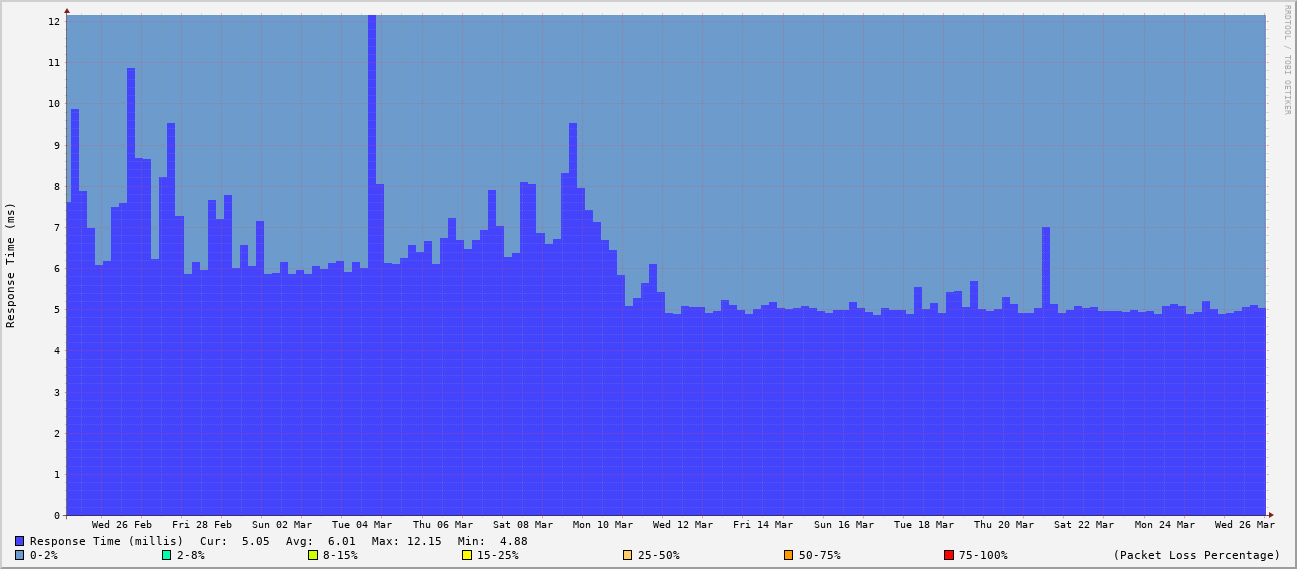 RRDTOOL / TOBI OETIKER
Response Time (ms)
12
11
10
9
8
7
6
5
4
3
2
1
0
Wed 26 Feb Fri 28 Feb Sun 02 Mar Tue 04 Mar Thu 06 Mar Sat 08 Mar Mon 10 Mar Wed 12 Mar Fri 14 Mar Sun 16 Mar Tue 18 Mar Thu 20 Mar Sat 22 Mar Mon 24 Mar Wed 26 Mar
Response Time (millis) Cur: 5.05 Avg: 6.01 Max: 12.15 Min: 4.88
0-2% 2-8% 8-15% 15-25% 25-50% 50-75% 75-100% (Packet Loss Percentage)